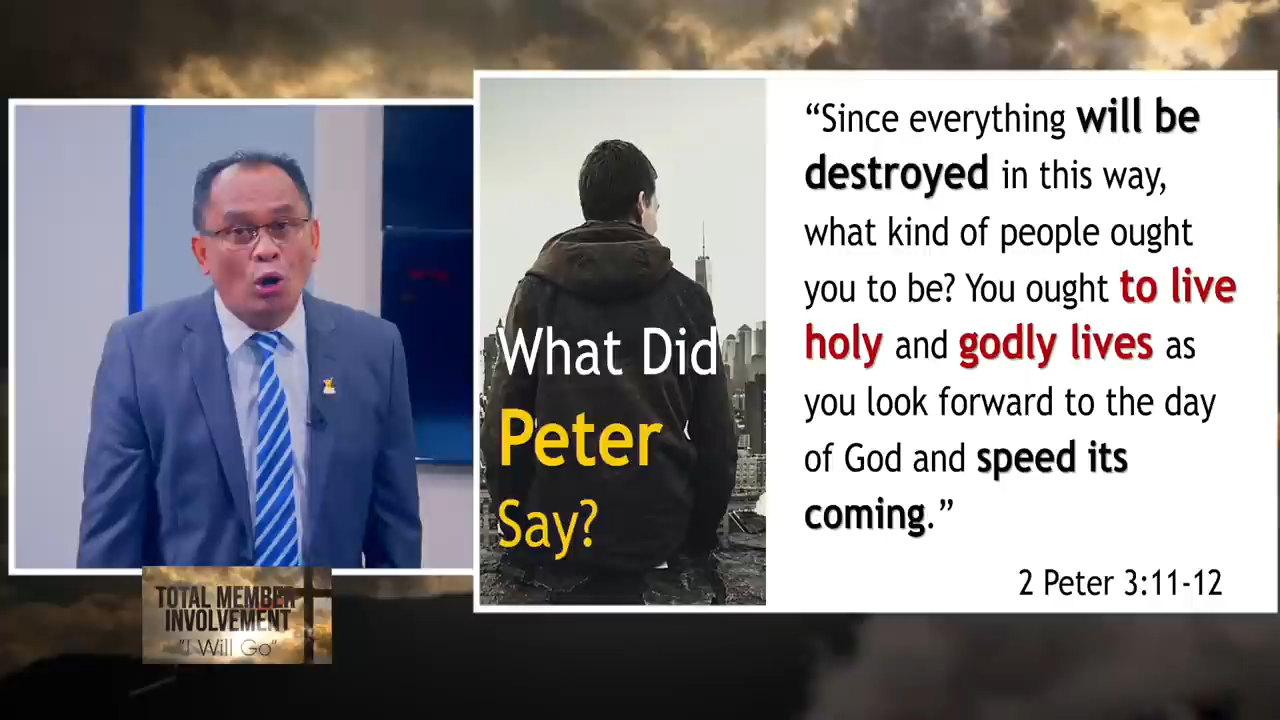 What Did
Peter
Say?
“Since everything will be
destroyed in this way,
what kind of people ought
you to be? You ought to live
holy and godly lives as
you look forward to the day
of God and speed its
coming.”
2 Peter 3:11-12
TOTAL MEMBER
INVOLVEMENT
"I Will Go"